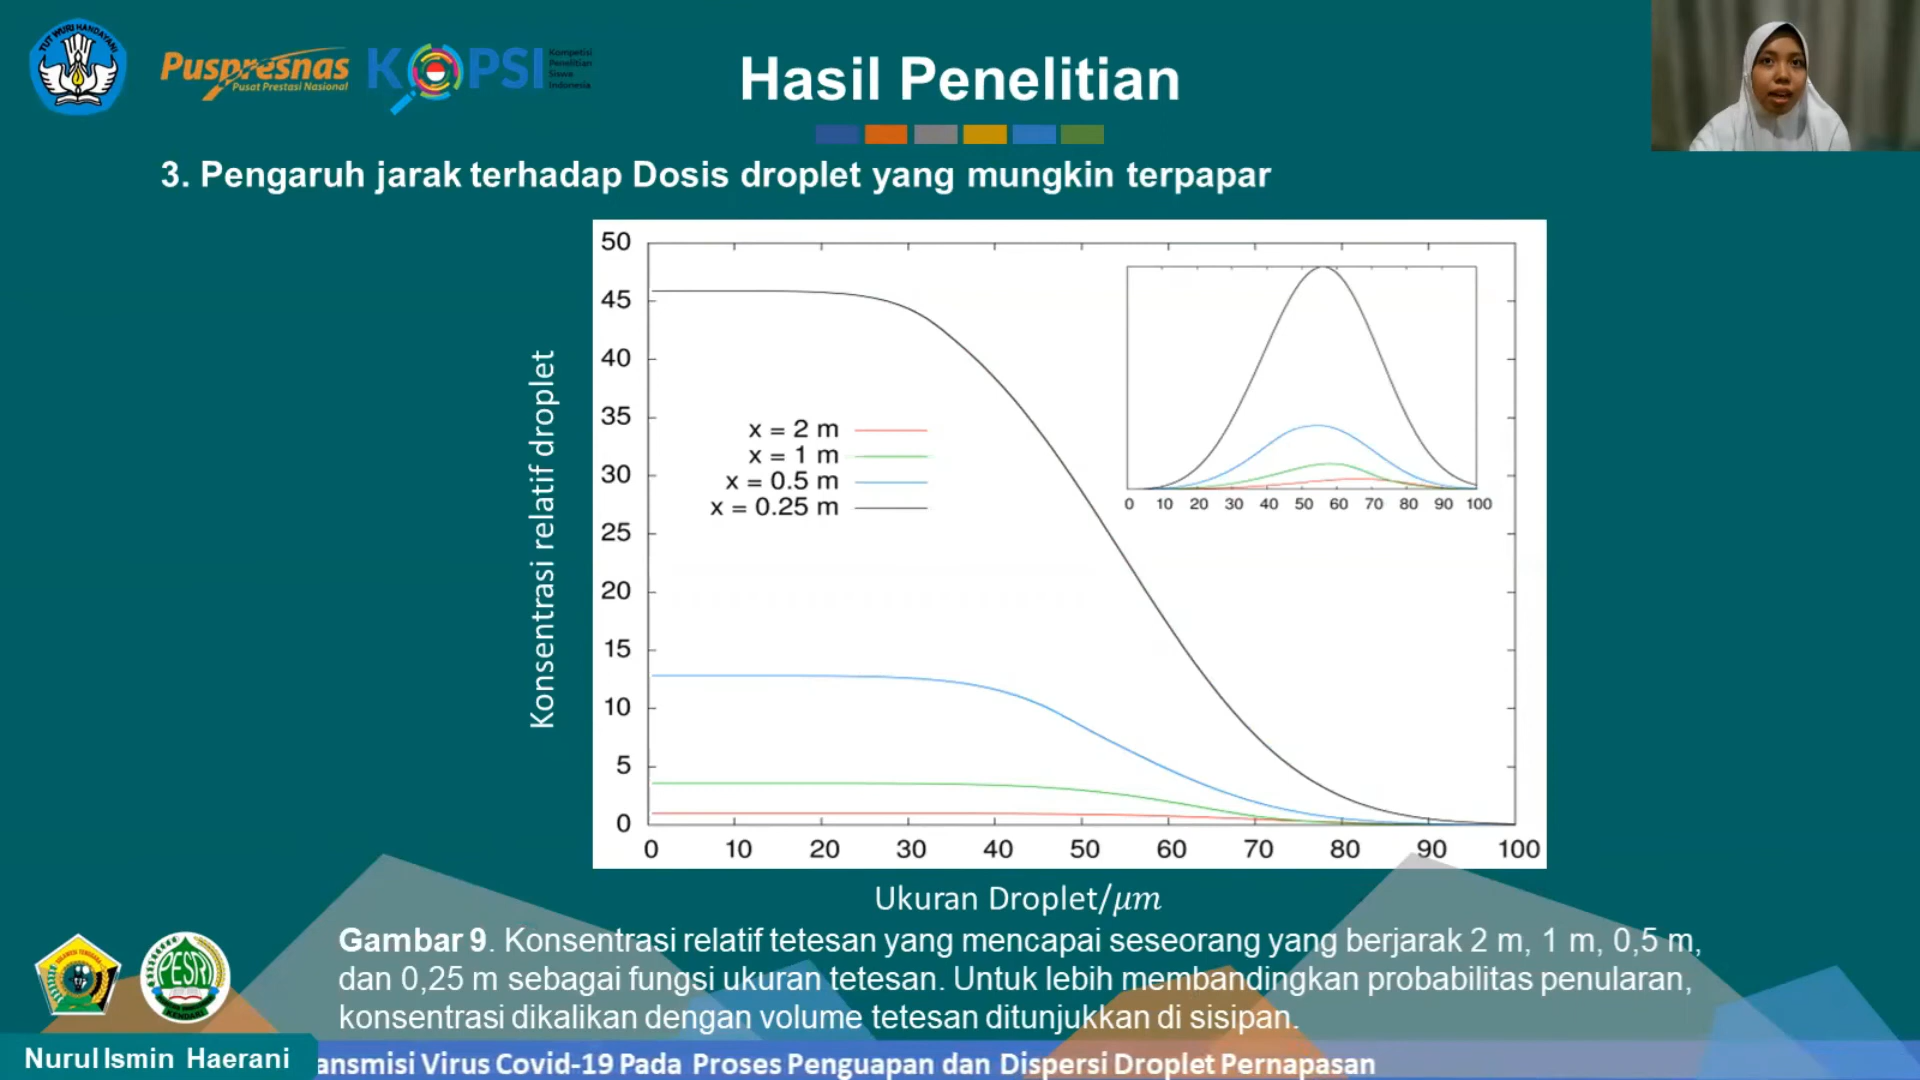 TUT WURI HANDAYANI
Puspresnas
Pusat Prestasi Nasional
KOPSI
Kompetisi
Penelitian
Siswa
Indonesia
Hasil Penelitian
3. Pengaruh jarak terhadap Dosis droplet yang mungkin terpapar
Konsentrasi relatif droplet
50
45
40
35
30
25
20
15
10
5
0
x = 2 m
x = 1 m
x = 0.5 m
x = 0.25 m
0 10 20 30 40 50 60 70 80 90 100
0 10 20 30 40 50 60 70 80 90 100
Ukuran Droplet/μm
Gambar 9. Konsentrasi relatif tetesan yang mencapai seseorang yang berjarak 2 m, 1 m, 0,5 m,
dan 0,25 m sebagai fungsi ukuran tetesan. Untuk lebih membandingkan probabilitas penularan,
konsentrasi dikalikan dengan volume tetesan ditunjukkan di sisipan.
PESRI
KENDARI
Nurul Ismin Haerani
ansmisi Virus Covid-19 Pada Proses Penguapan dan Dispersi Droplet Pernapasan